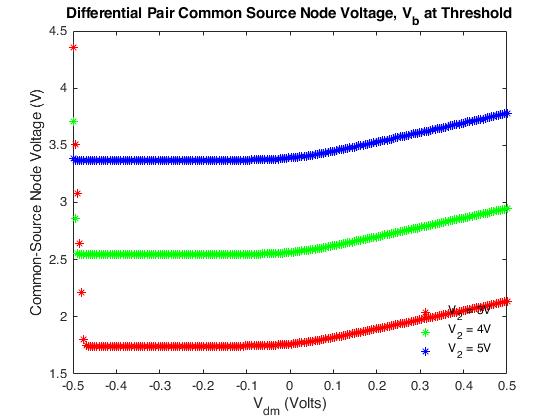 Differential Pair Common Source Node Voltage, V_b at Threshold
Common-Source Node Voltage (V)
4.5
4
3.5
3
2.5
2
1.5
-0.5 -0.4 -0.3 -0.2 -0.1 0 0.1 0.2 0.3 0.4 0.5
V_dm (Volts)
V_2 = 3V
V_2 = 4V
V_2 = 5V